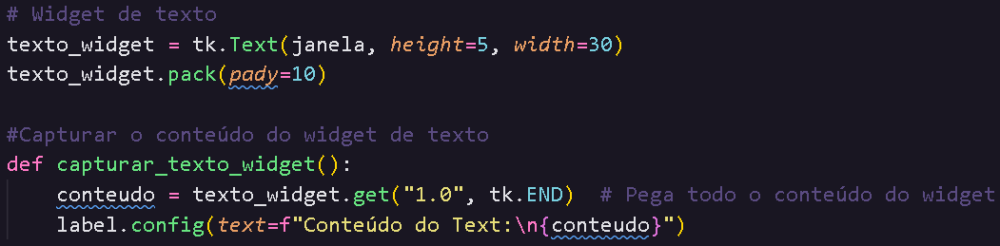 # Widget de texto
texto_widget = tk.Text(janela, height=5, width=30)
texto_widget.pack(pady=10)
#Capturar o conteúdo do widget de texto
def capturar_texto_widget():
conteudo = texto_widget.get("1.0", tk.END)  # Pega todo o conteúdo do widget
label.config(text=f"Conteúdo do Text:\n{conteudo}")